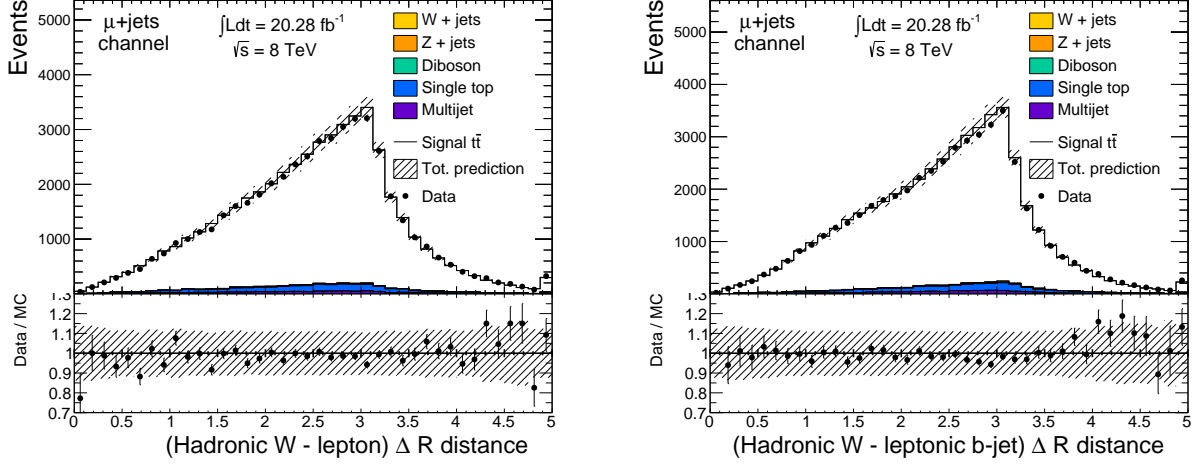 Events
5000
4000
3000
2000
1000
μ+jets
channel
∫Ldt = 20.28 fb⁻¹
√s = 8 TeV
W + jets
Z + jets
Diboson
Single top
Multijet
Signal tt̄
Tot. prediction
Data
Data / MC
1.3
1.2
1.1
1
0.9
0.8
0.7
0 0.5 1 1.5 2 2.5 3 3.5 4 4.5 5
(Hadronic W - lepton) Δ R distance
Events
5000
4000
3000
2000
1000
μ+jets
channel
∫Ldt = 20.28 fb⁻¹
√s = 8 TeV
W + jets
Z + jets
Diboson
Single top
Multijet
Signal tt̄
Tot. prediction
Data
Data / MC
1.3
1.2
1.1
1
0.9
0.8
0.7
0 0.5 1 1.5 2 2.5 3 3.5 4 4.5 5
(Hadronic W - leptonic b-jet) Δ R distance